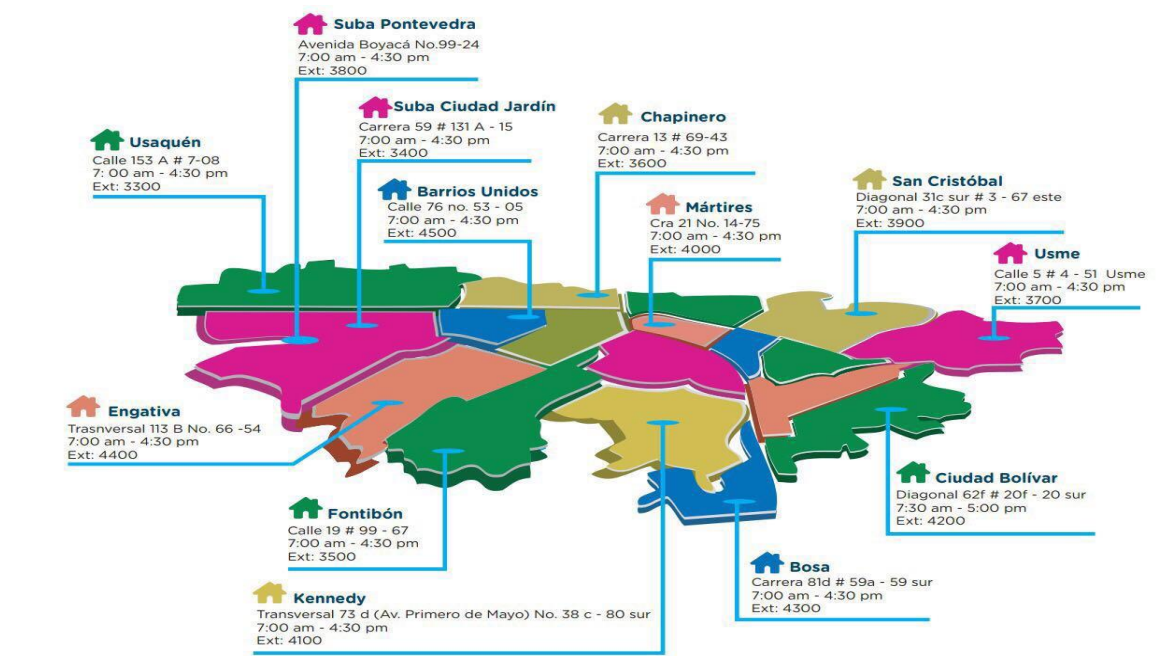 Suba Pontevedra
Avenida Boyacá No.99-24
7:00 am - 4:30 pm
Ext: 3800
Suba Ciudad Jardín
Carrera 59 # 131 A - 15
7:00 am - 4:30 pm
Ext: 3400
Chapinero
Carrera 13 # 69-43
7:00 am - 4:30 pm
Ext: 3600
Usaquén
Calle 153 A # 7-08
7: 00 am - 4:30 pm
Ext: 3300
Barrios Unidos
Calle 76 no. 53 - 05
7:00 am - 4:30 pm
Ext: 4500
Mártires
Cra 21 No. 14-75
7:00 am - 4:30 pm
Ext: 4000
San Cristóbal
Diagonal 31c sur # 3 - 67 este
7:00 am - 4:30 pm
Ext: 3900
Usme
Calle 5 # 4 - 51 Usme
7:00 am - 4:30 pm
Ext: 3700
Engativa
Trasnversal 113 B No. 66 -54
7:00 am - 4:30 pm
Ext: 4400
Ciudad Bolívar
Diagonal 62f # 20f - 20 sur
7:30 am - 5:00 pm
Ext: 4200
Fontibón
Calle 19 # 99 - 67
7:00 am - 4:30 pm
Ext: 3500
Bosa
Carrera 81d # 59a - 59 sur
7:00 am - 4:30 pm
Ext: 4300
Kennedy
Transversal 73 d (Av. Primero de Mayo) No. 38 c - 80 sur
7:00 am - 4:30 pm
Ext: 4100